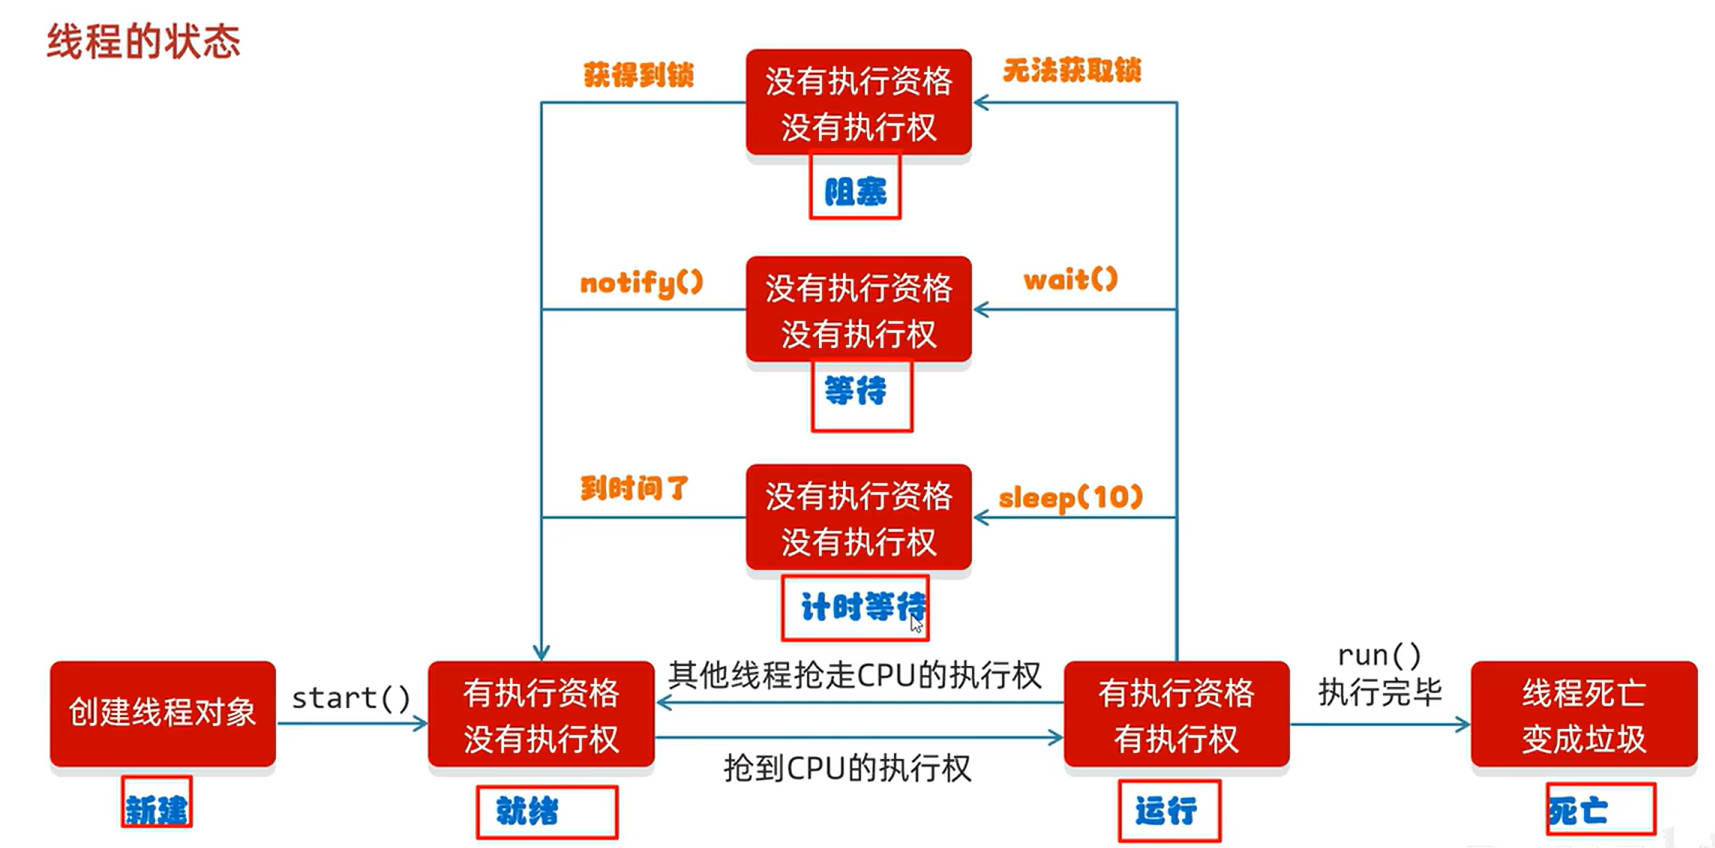 线程的状态
获得到锁
没有执行资格
没有执行权
无法获取锁
阻塞
notify()
没有执行资格
没有执行权
wait()
等待
到时间了
没有执行资格
没有执行权
sleep(10)
计时等待
创建线程对象
start()
有执行资格
没有执行权
其他线程抢走CPU的执行权
抢到CPU的执行权
有执行资格
有执行权
run()
执行完毕
线程死亡
变成垃圾
新建
就绪
运行
死亡